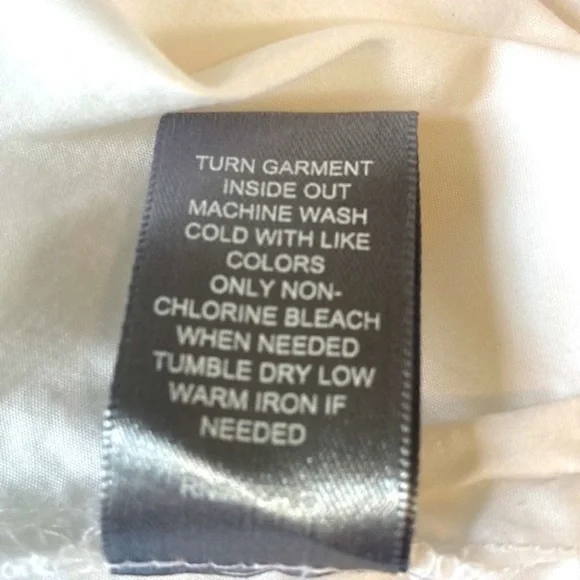 TURN GARMENT
INSIDE OUT
MACHINE WASH
COLD WITH LIKE
COLORS
ONLY NON-
CHLORINE BLEACH
WHEN NEEDED
TUMBLE DRY LOW
WARM IRON IF
NEEDED